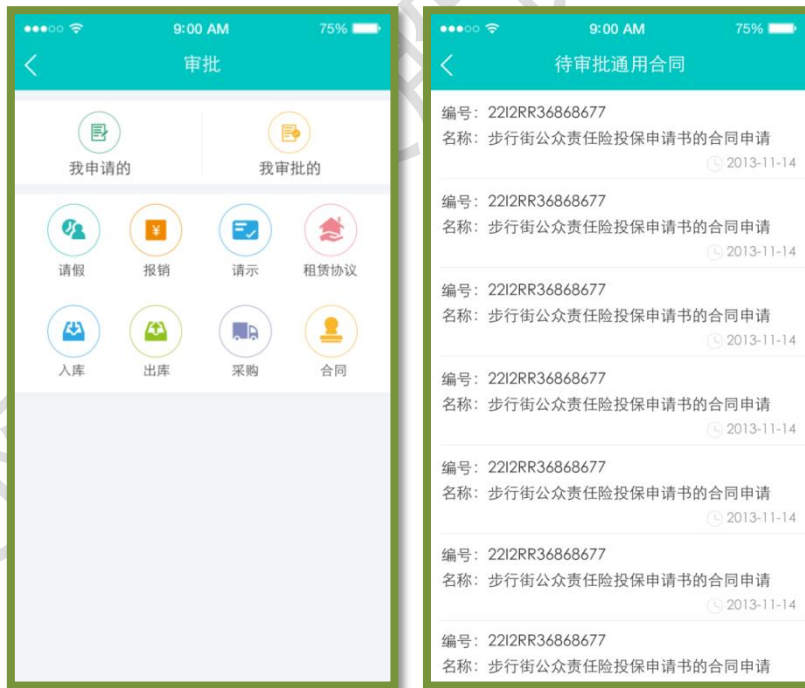 9:00 AM
75%
审批
我申请的
我审批的
请假
报销
请示
租赁协议
入库
出库
采购
合同
9:00 AM
75%
待审批通用合同
编号：22I2RR36868677
名称：步行街公众责任险投保申请书的合同申请
2013-11-14
编号：22I2RR36868677
名称：步行街公众责任险投保申请书的合同申请
2013-11-14
编号：22I2RR36868677
名称：步行街公众责任险投保申请书的合同申请
2013-11-14
编号：22I2RR36868677
名称：步行街公众责任险投保申请书的合同申请
2013-11-14
编号：22I2RR36868677
名称：步行街公众责任险投保申请书的合同申请
2013-11-14
编号：22I2RR36868677
名称：步行街公众责任险投保申请书的合同申请
2013-11-14
编号：22I2RR36868677
名称：步行街公众责任险投保申请书的合同申请